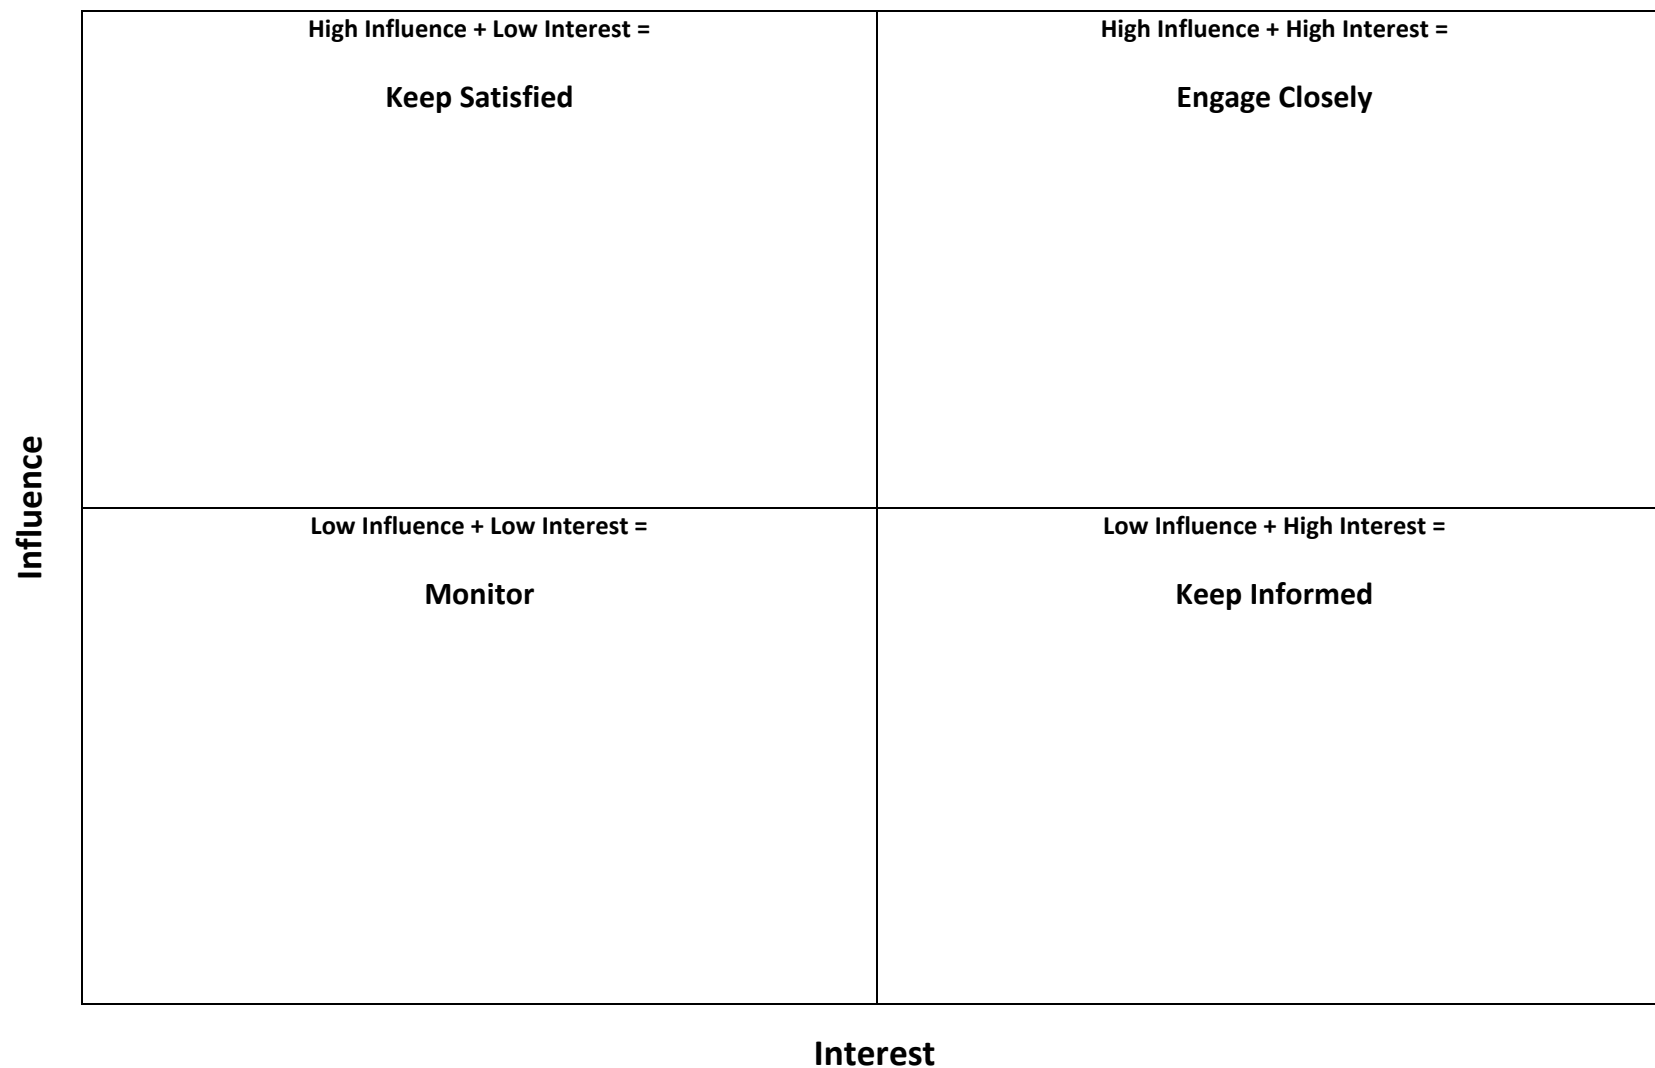 High Influence + Low Interest =
Keep Satisfied
High Influence + High Interest =
Engage Closely
Influence
Low Influence + Low Interest =
Monitor
Low Influence + High Interest =
Keep Informed
Interest